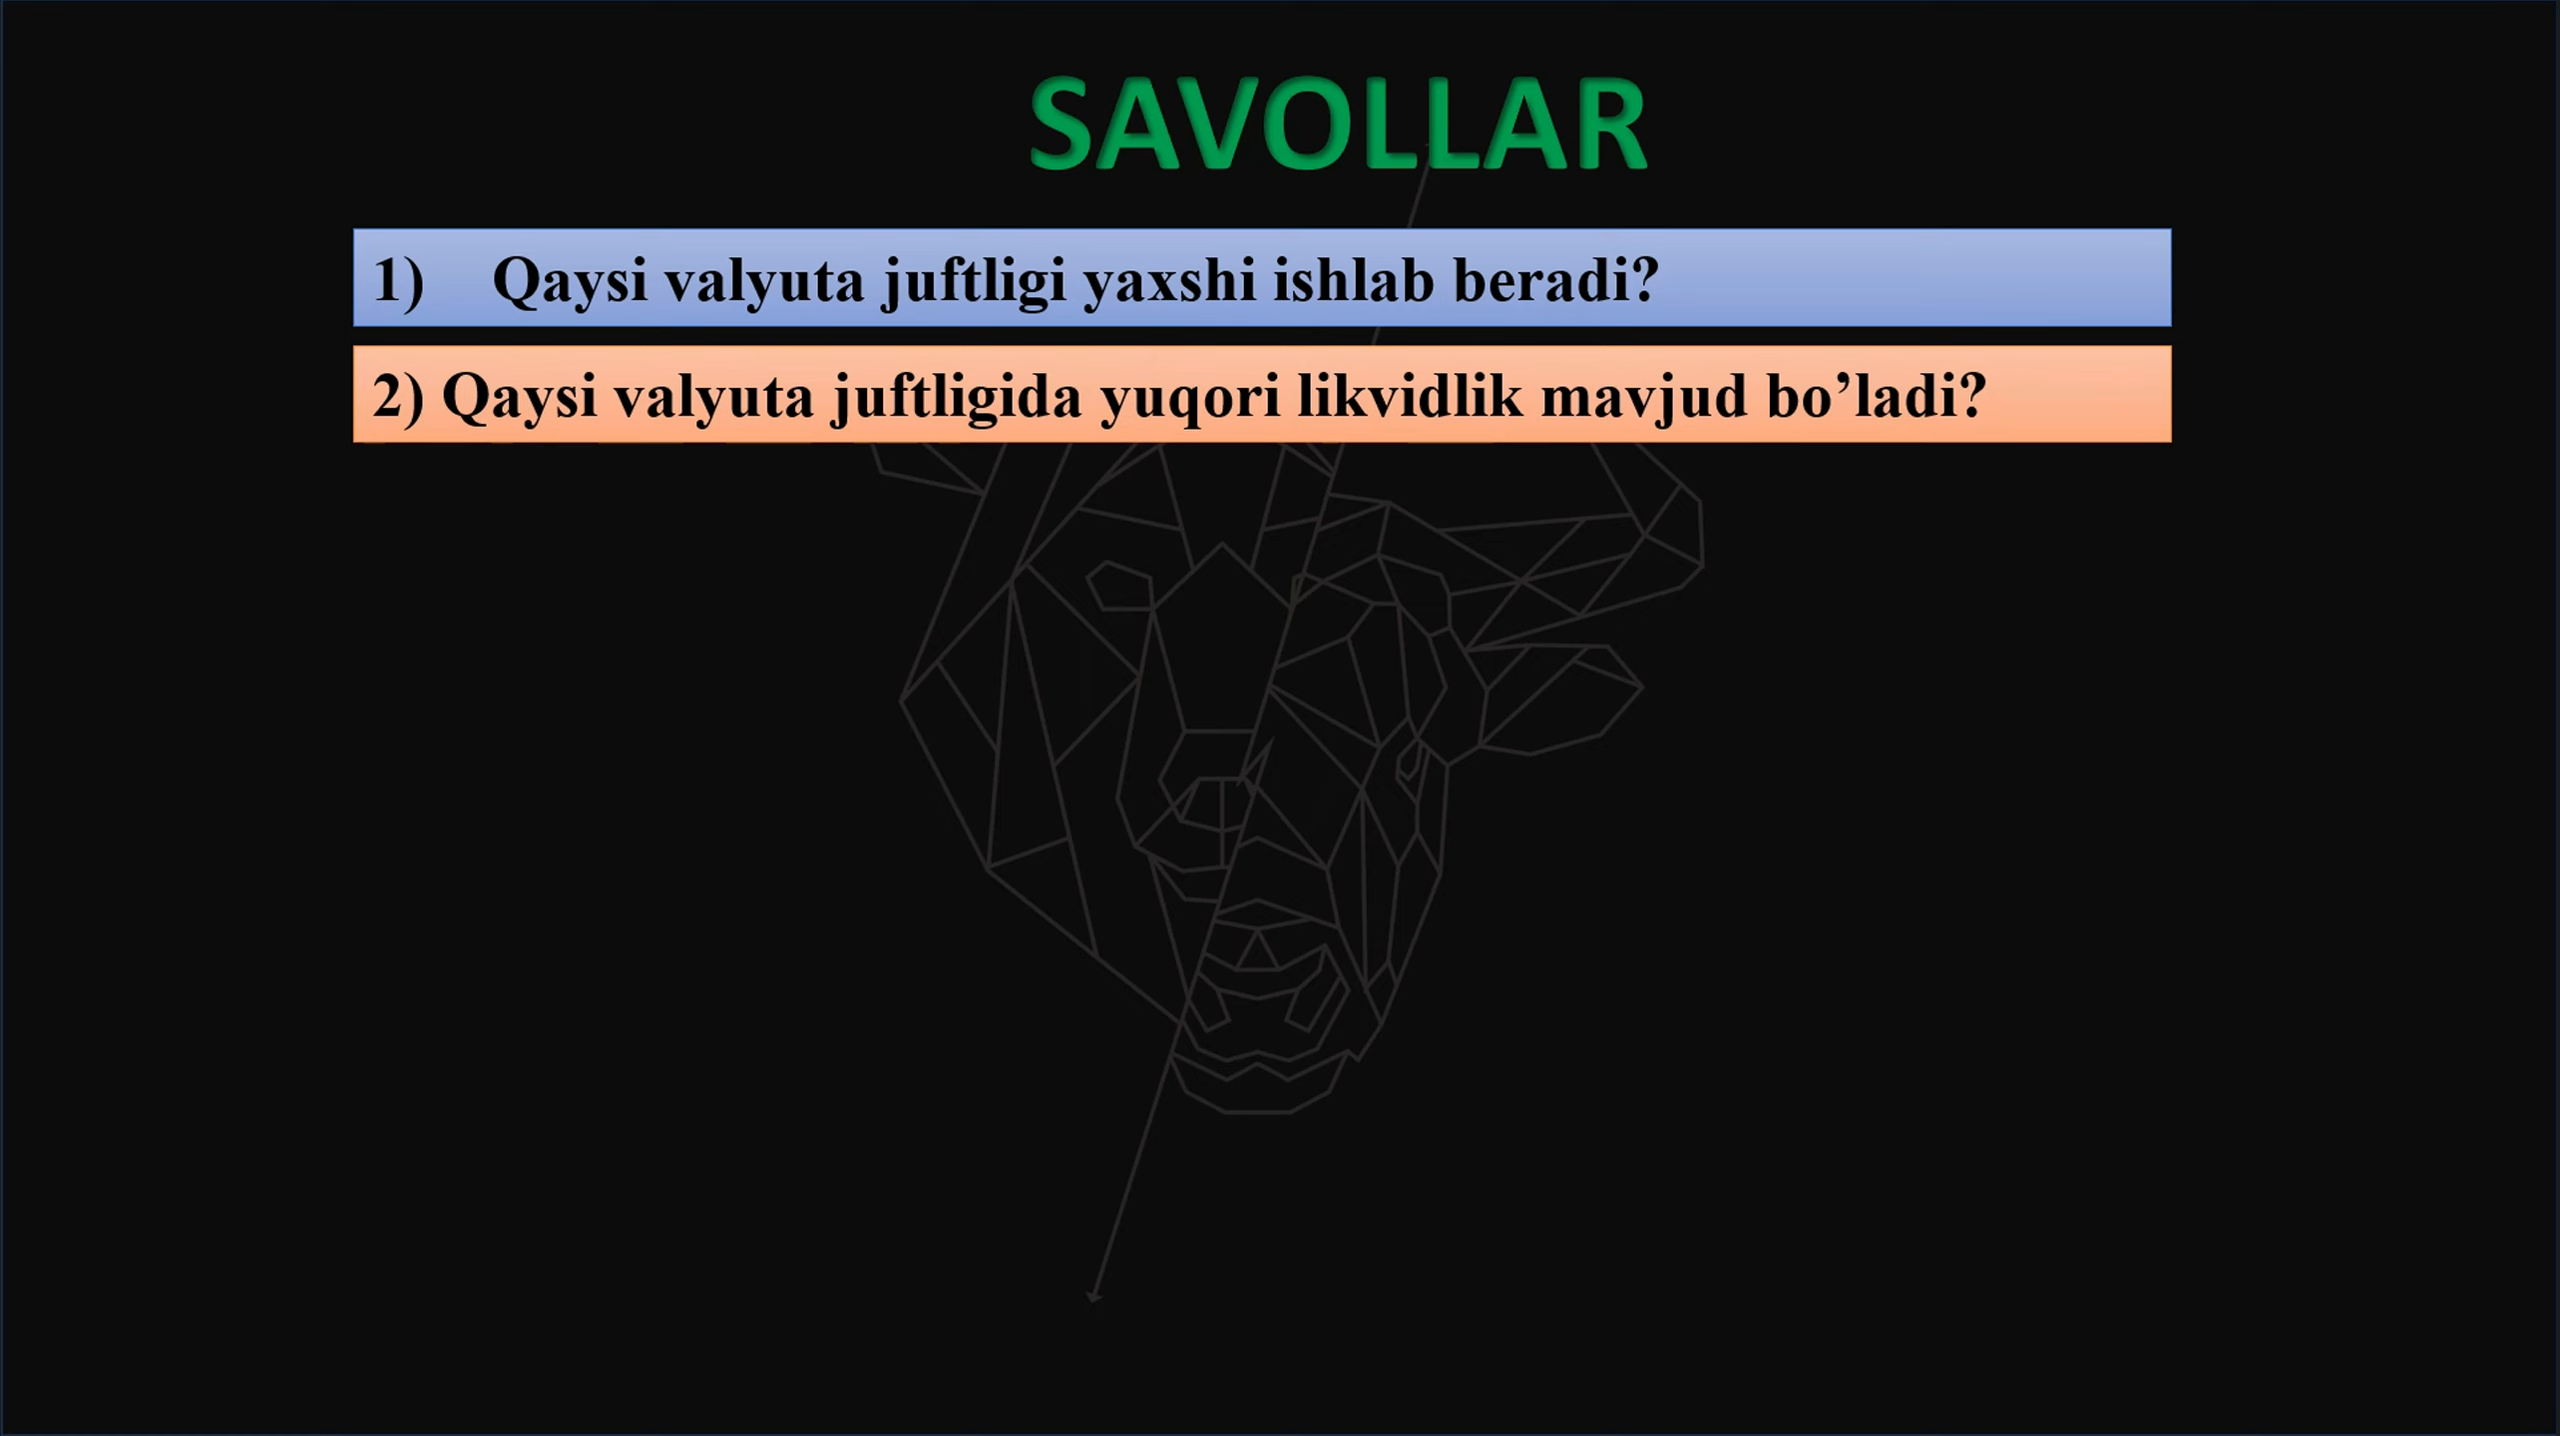 SAVOLLAR
1) Qaysi valyuta juftligi yaxshi ishlab beradi?
2) Qaysi valyuta juftligida yuqori likvidlik mavjud bo’ladi?